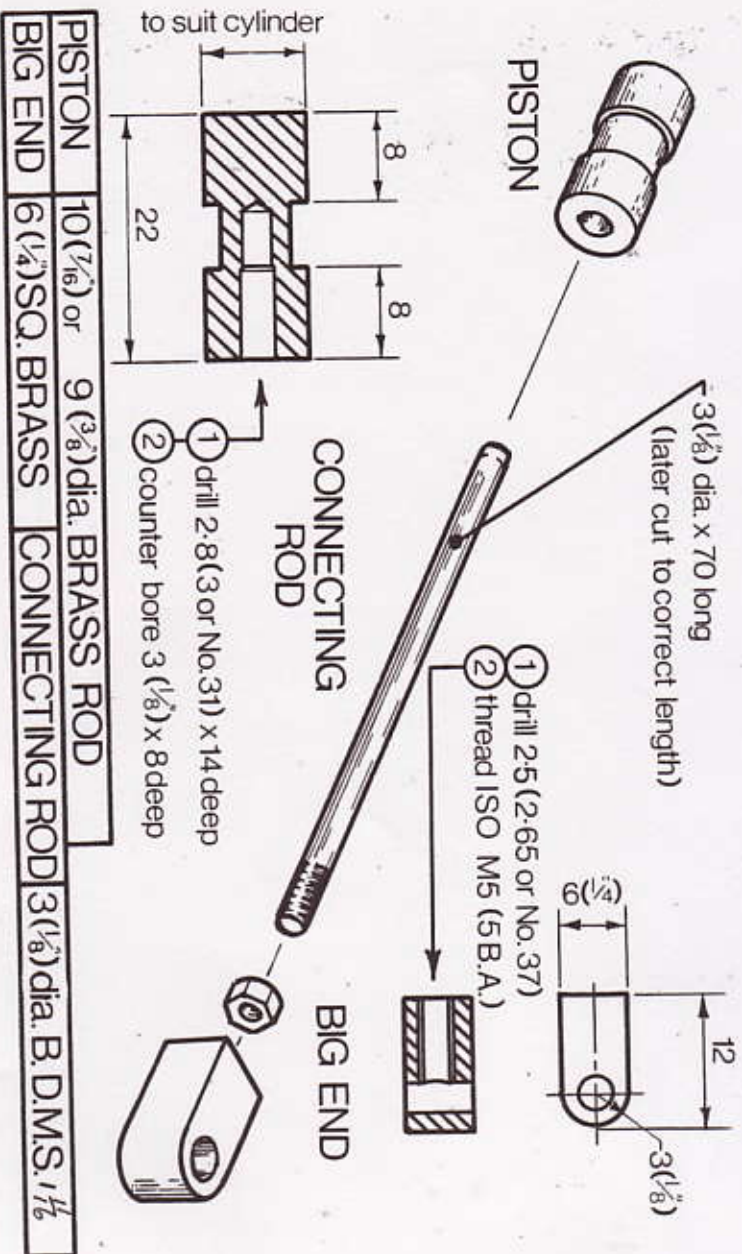 to suit cylinder
PISTON
8
8
22
① drill 2·8 (3 or No. 31) x 14 deep
② counter bore 3 (⅛") x 8 deep
CONNECTING
ROD
3 (⅛") dia. x 70 long
(later cut to correct length)
① drill 2·5 (2·65 or No. 37)
② thread ISO M5 (5 B.A.)
6 (¼")
12
3 (⅛")
BIG END
PISTON 10 (7/16") or 9 (⅜") dia. BRASS ROD
BIG END 6 (¼") SQ. BRASS CONNECTING ROD 3 (⅛") dia. B. D. M.S.